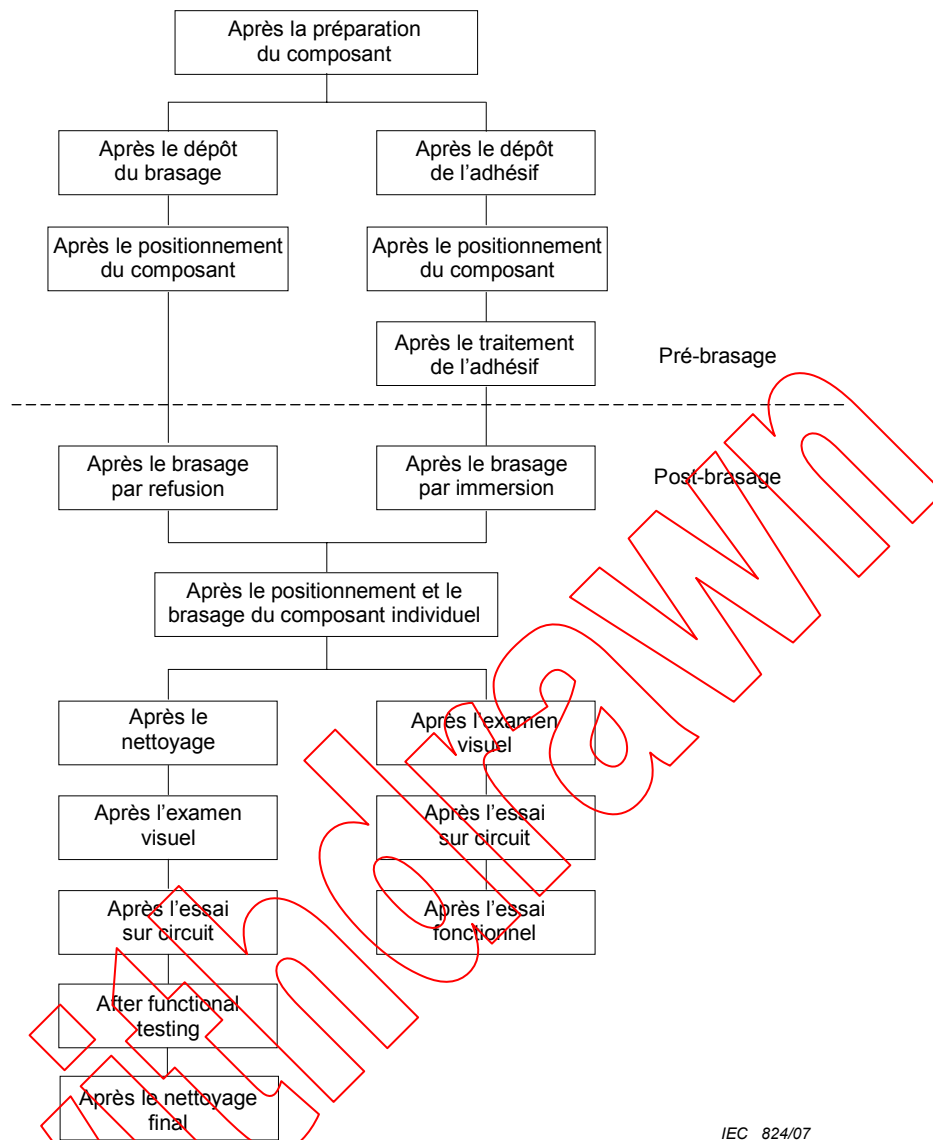 Après la préparation
du composant
Après le dépôt
du brasage
Après le dépôt
de l'adhésif
Après le positionnement
du composant
Après le positionnement
du composant
Après le traitement
de l'adhésif
Pré-brasage
Après le brasage
par refusion
Après le brasage
par immersion
Post-brasage
Après le positionnement et le
brasage du composant individuel
Après le
nettoyage
Après l'examen
visuel
Après l'examen
visuel
Après l'essai
sur circuit
Après l'essai
sur circuit
Après l'essai
fonctionnel
After functional
testing
Après le nettoyage
final
IEC 824/07